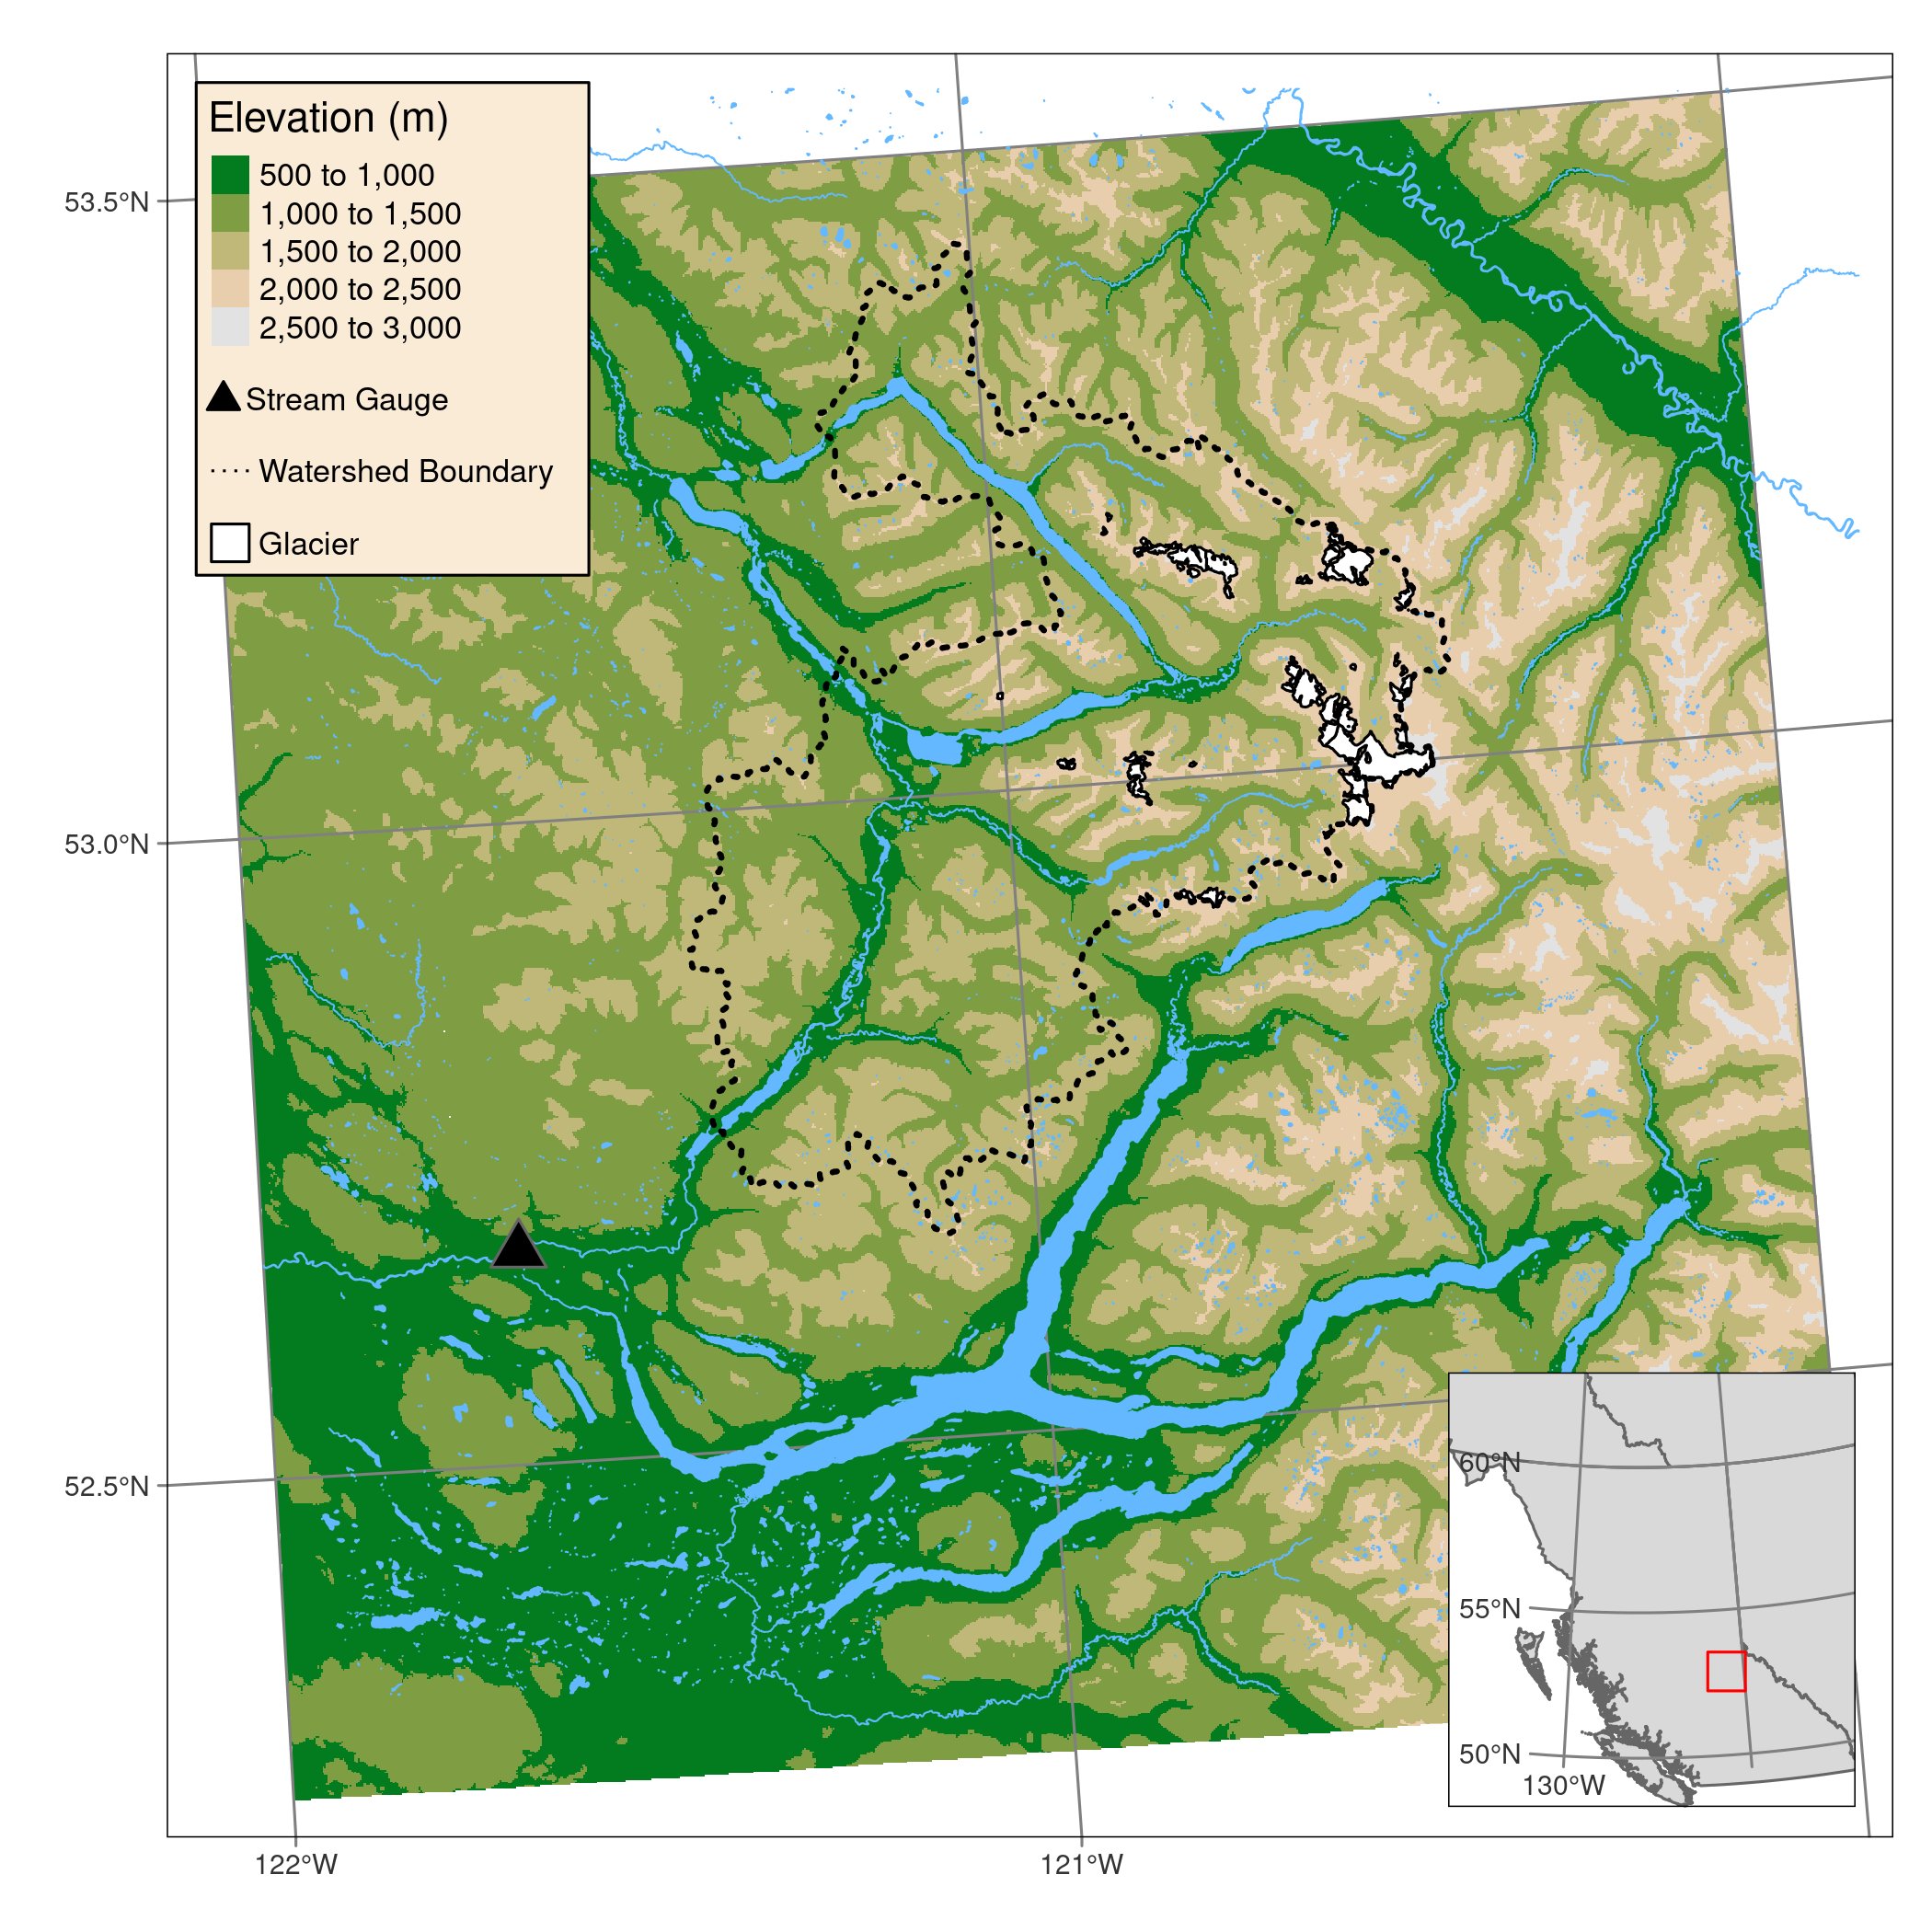 Elevation (m)
500 to 1,000
1,000 to 1,500
1,500 to 2,000
2,000 to 2,500
2,500 to 3,000
Stream Gauge
Watershed Boundary
Glacier
53.5°N
53.0°N
52.5°N
122°W
121°W
60°N
55°N
50°N
130°W